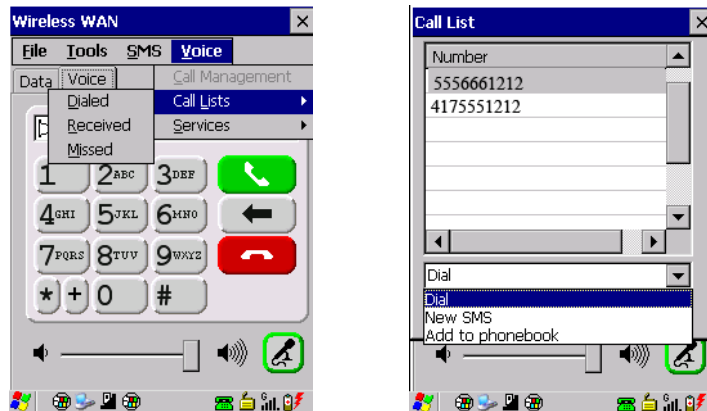 Wireless WAN
File Tools SMS Voice
Data Voice
Call Management
Dialed
Call Lists
Received
Services
Missed
1 2ABC 3DEF
4GHI 5JKL 6MNO
7PQRS 8TUV 9WXYZ
* + 0 #
Call List
Number
5556661212
4175551212
Dial
Dial
New SMS
Add to phonebook